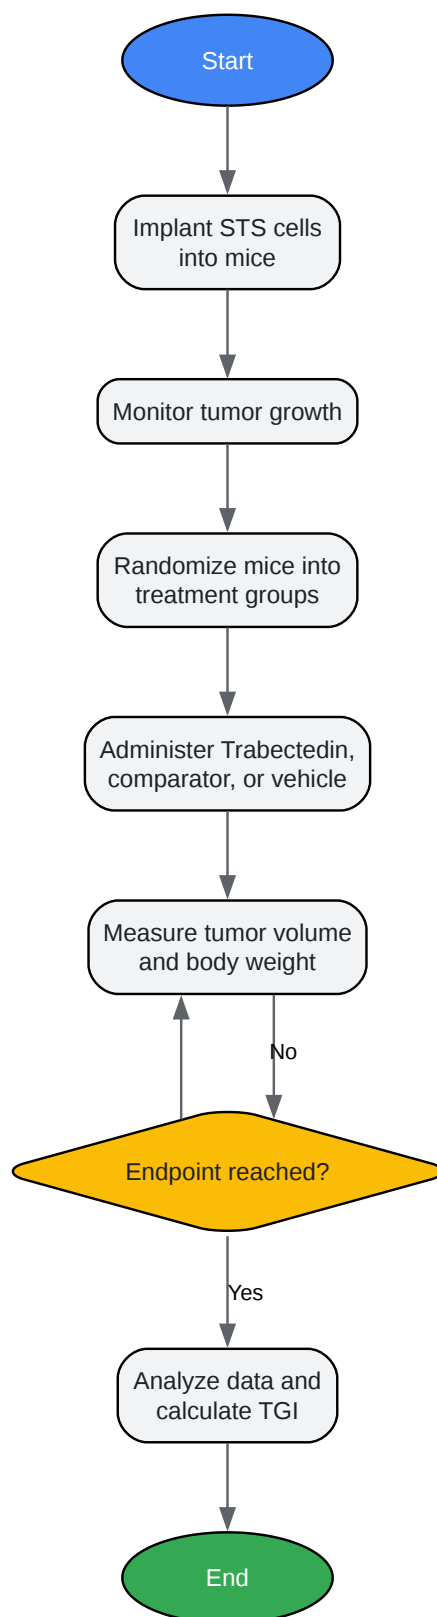 Start
Implant STS cells
into mice
Monitor tumor growth
Randomize mice into
treatment groups
Administer Trabectedin,
comparator, or vehicle
Measure tumor volume
and body weight
No
Endpoint reached?
Yes
Analyze data and
calculate TGI
End